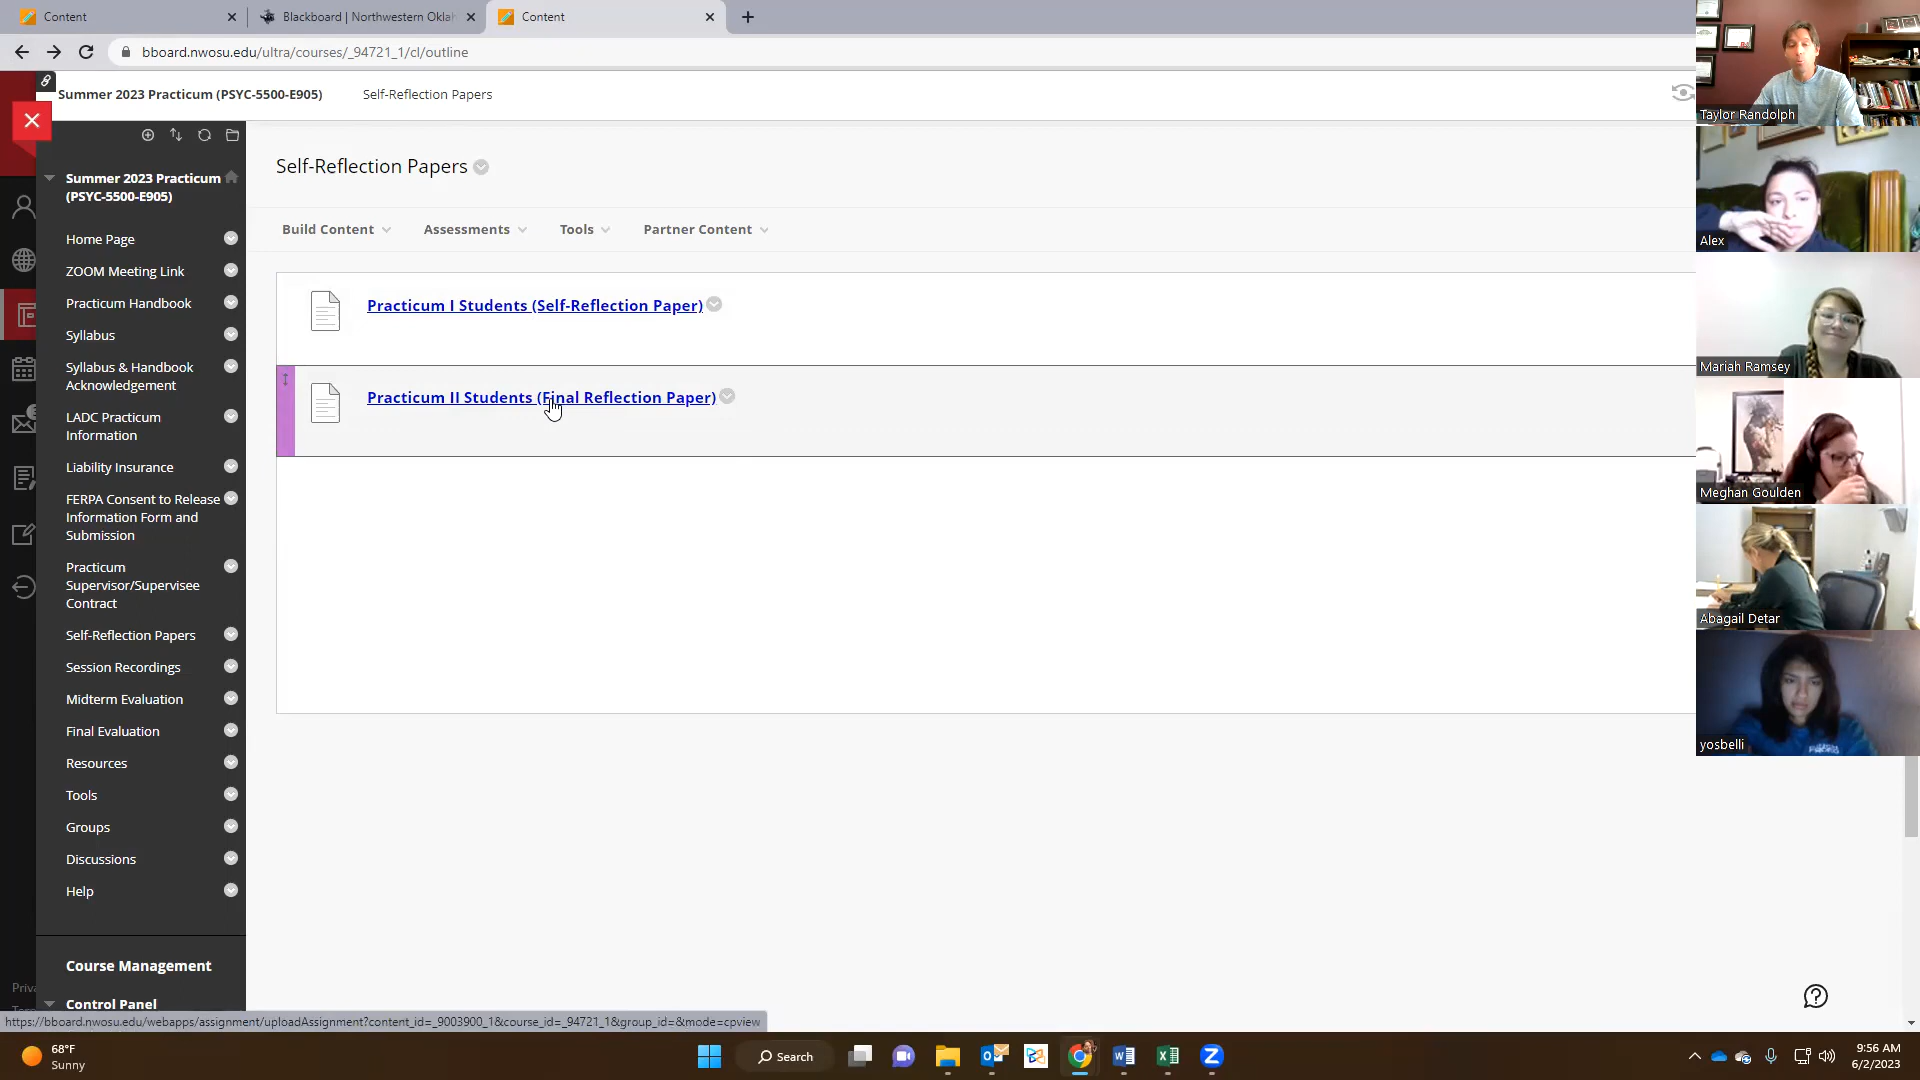 Content
Blackboard | Northwestern Okla
Content
bboard.nwosu.edu/ultra/courses/_94721_1/cl/outline
Summer 2023 Practicum (PSYC-5500-E905)
Self-Reflection Papers
Summer 2023 Practicum
(PSYC-5500-E905)
Home Page
ZOOM Meeting Link
Practicum Handbook
Syllabus
Syllabus & Handbook
Acknowledgement
LADC Practicum
Information
Liability Insurance
FERPA Consent to Release
Information Form and
Submission
Practicum
Supervisor/Supervisee
Contract
Self-Reflection Papers
Session Recordings
Midterm Evaluation
Final Evaluation
Resources
Tools
Groups
Discussions
Help
Course Management
Control Panel
Self-Reflection Papers
Build Content
Assessments
Tools
Partner Content
Practicum I Students (Self-Reflection Paper)
Practicum II Students (Final Reflection Paper)
Taylor Randolph
Alex
Mariah Ramsey
Meghan Goulden
Abagail Detar
yosbelli
Priva
https://bboard.nwosu.edu/webapps/assignment/uploadAssignment?content_id=_9003900_1&course_id=_94721_1&group_id=&mode=cpview
68°F
Sunny
Search
9:56 AM
6/2/2023